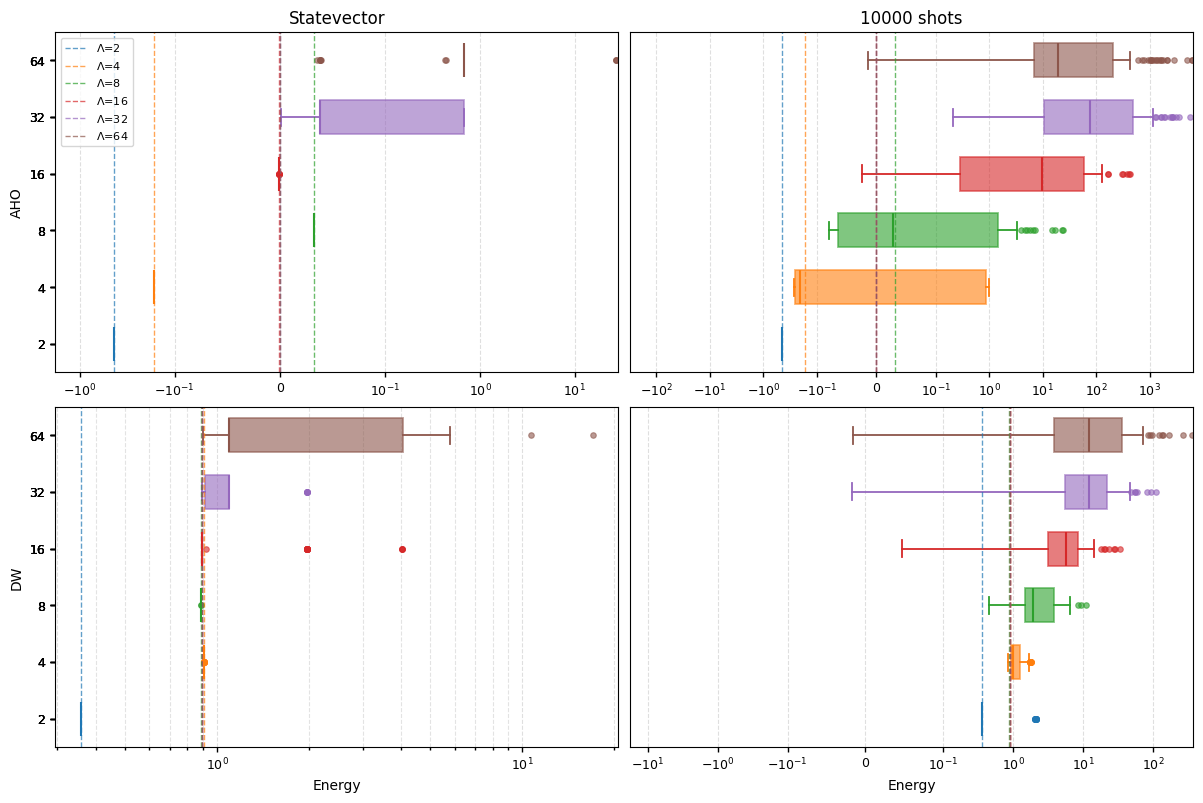 Statevector
10000 shots
Λ=2
Λ=4
Λ=8
Λ=16
Λ=32
Λ=64
AHO
64
32
16
8
4
2
−10⁰ −10⁻¹ 0 10⁻¹ 10⁰ 10¹
−10² −10¹ −10⁰ −10⁻¹ 0 10⁻¹ 10⁰ 10¹ 10² 10³
DW
64
32
16
8
4
2
10⁰ 10¹
Energy
−10¹ −10⁰ −10⁻¹ 0 10⁻¹ 10⁰ 10¹ 10²
Energy